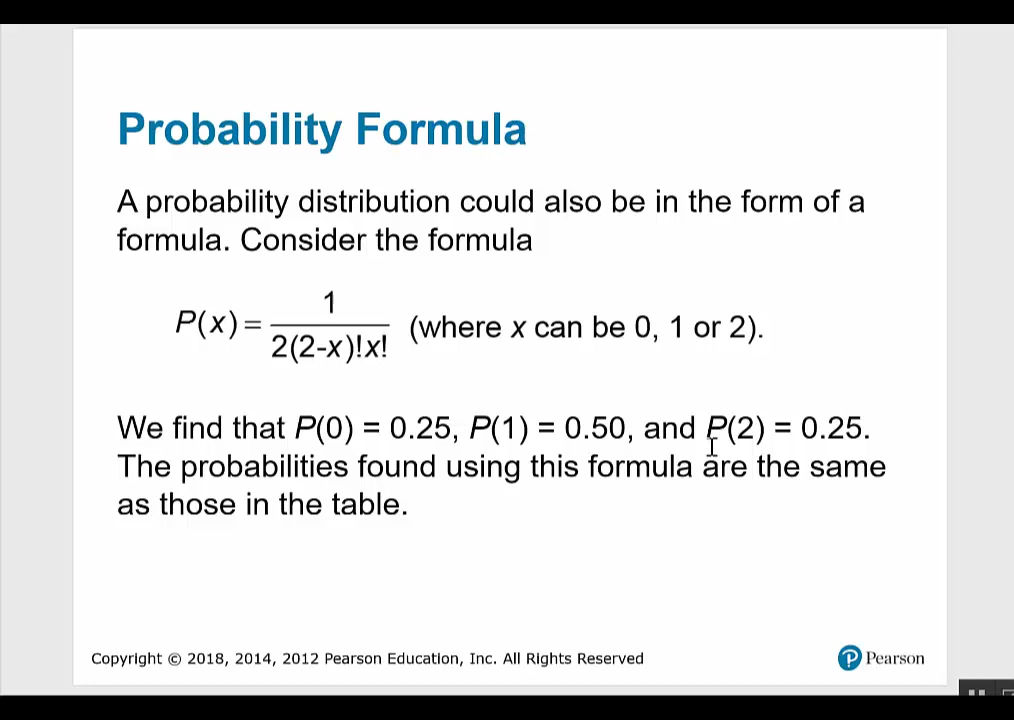 Probability Formula
A probability distribution could also be in the form of a
formula. Consider the formula
P(x) = 1 / 2(2-x)!x! (where x can be 0, 1 or 2).
We find that P(0) = 0.25, P(1) = 0.50, and P(2) = 0.25.
The probabilities found using this formula are the same
as those in the table.
Copyright © 2018, 2014, 2012 Pearson Education, Inc. All Rights Reserved
P Pearson